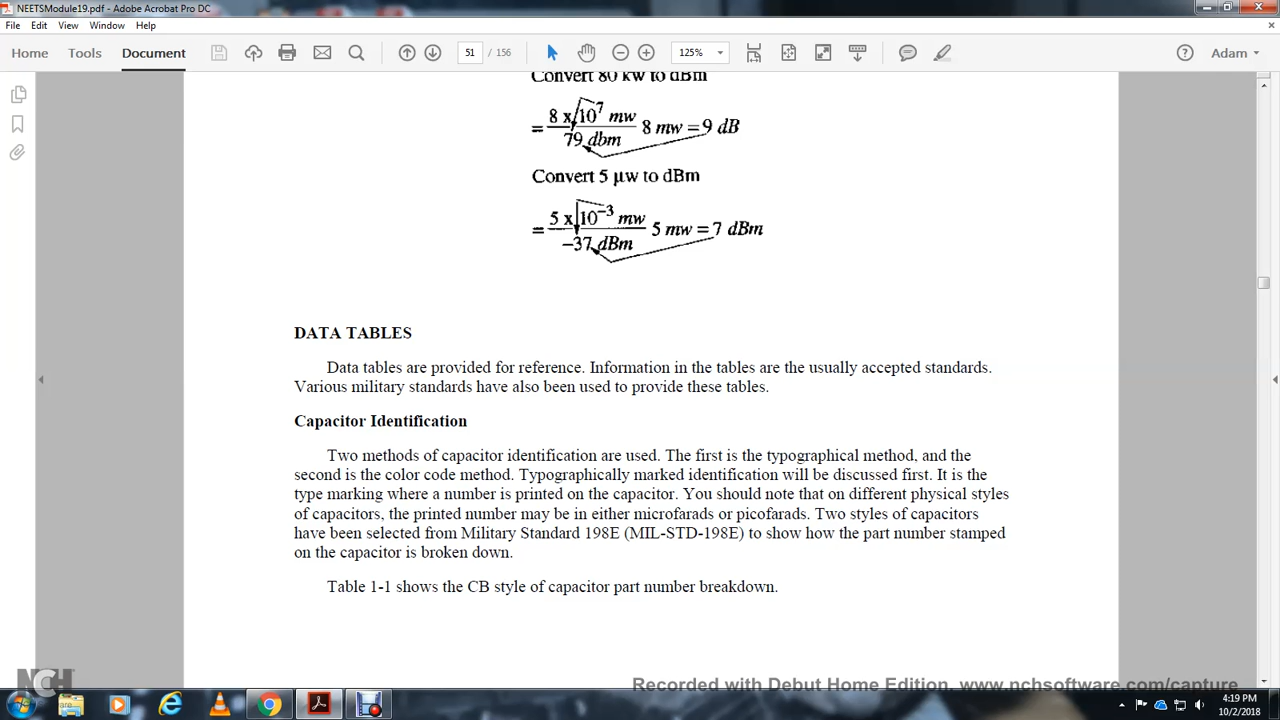 NEETSModule19.pdf - Adobe Acrobat Pro DC
File Edit View Window Help
Home Tools Document 51 / 156 125% Adam
Convert 80 kw to dBm
= 8 x 10^7 mw / 79 dbm 8 mw = 9 dB
Convert 5 μw to dBm
= 5 x 10^-3 mw / -37 dBm 5 mw = 7 dBm
DATA TABLES
Data tables are provided for reference. Information in the tables are the usually accepted standards.
Various military standards have also been used to provide these tables.
Capacitor Identification
Two methods of capacitor identification are used. The first is the typographical method, and the
second is the color code method. Typographically marked identification will be discussed first. It is the
type marking where a number is printed on the capacitor. You should note that on different physical styles
of capacitors, the printed number may be in either microfarads or picofarads. Two styles of capacitors
have been selected from Military Standard 198E (MIL-STD-198E) to show how the part number stamped
on the capacitor is broken down.
Table 1-1 shows the CB style of capacitor part number breakdown.
NCH
Recorded with Debut Home Edition. www.nchsoftware.com/capture
4:19 PM
10/2/2018